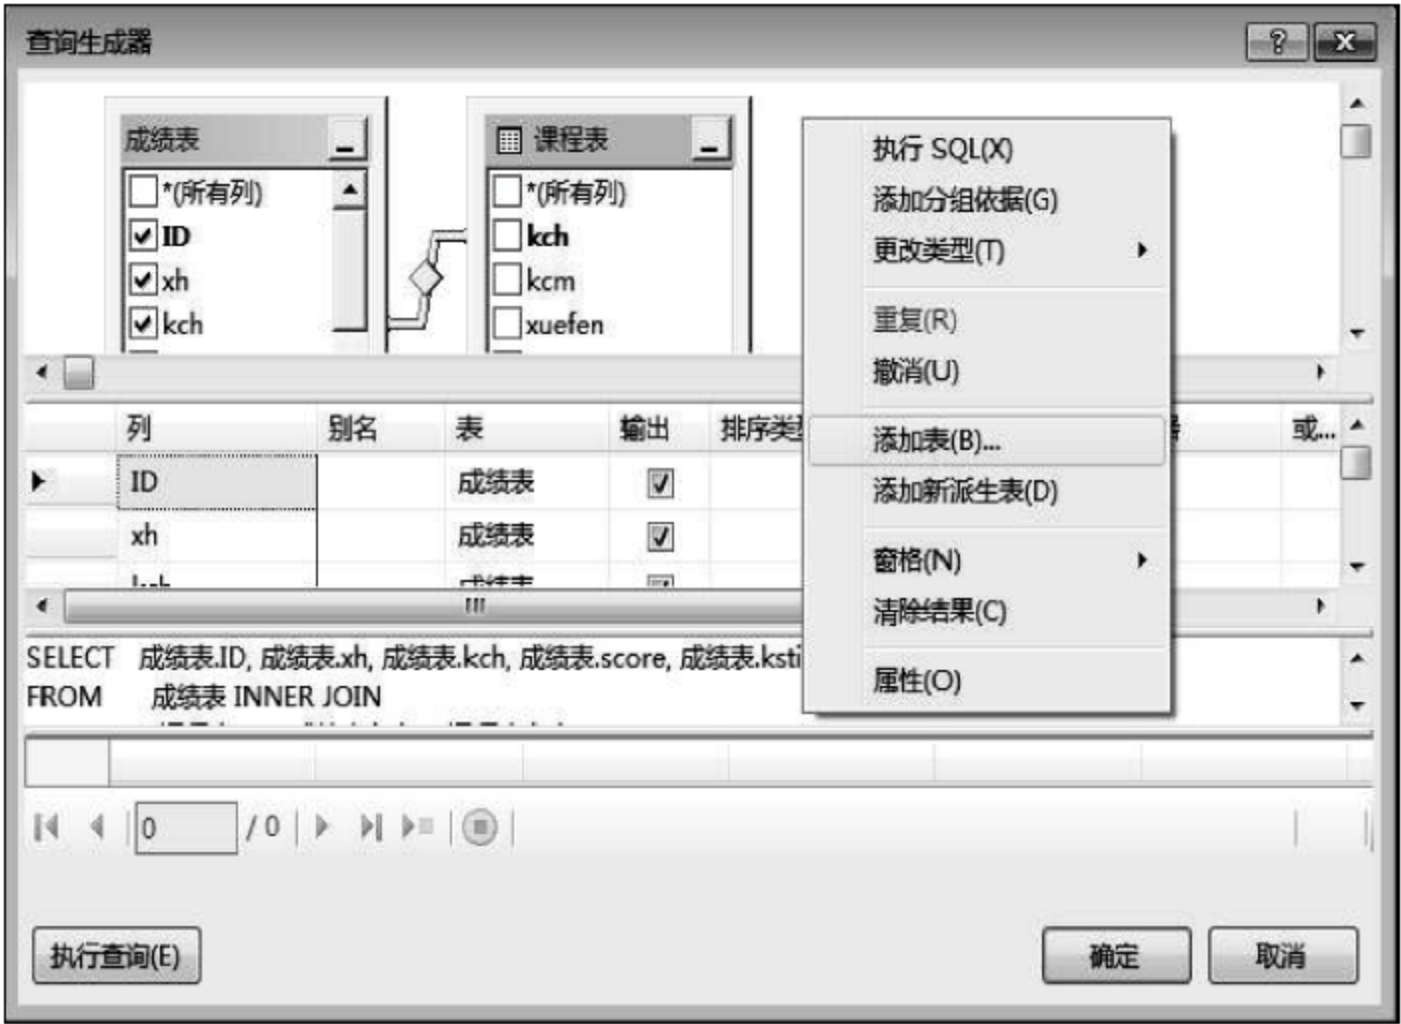 查询生成器
成绩表
*(所有列)
ID
xh
kch
课程表
*(所有列)
kch
kcm
xuefen
执行 SQL(X)
添加分组依据(G)
更改类型(T)
重复(R)
撤消(U)
添加表(B)...
添加新派生表(D)
窗格(N)
清除结果(C)
属性(O)
列 别名 表 输出 排序类 或...
ID 成绩表
xh 成绩表
SELECT 成绩表.ID, 成绩表.xh, 成绩表.kch, 成绩表.score, 成绩表.ksti
FROM 成绩表 INNER JOIN
0 / 0
执行查询(E)
确定 取消